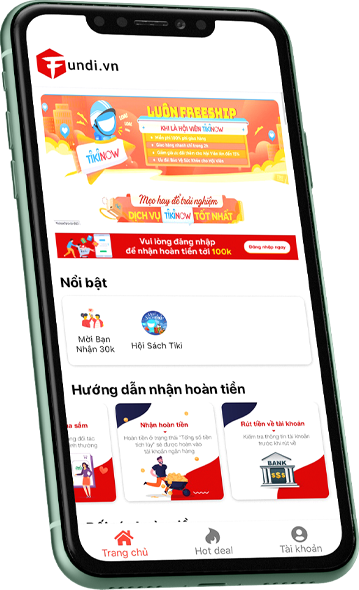 Fundi.vn
LUÔN FREESHIP
KHI LÀ HỘI VIÊN TIKINOW
TIKINOW
Mẹo hay để trải nghiệm
DỊCH VỤ TIKINOW TỐT NHẤT
Vui lòng đăng nhập
để nhận hoàn tiền tới 100k
Đăng nhập ngay
Nổi bật
Mời Bạn
Nhận 30k
Hội Sách Tiki
Hướng dẫn nhận hoàn tiền
a sắm
Nhận hoàn tiền
Hoàn tiền ở trạng thái "Tổng số tiền
tích lũy" sẽ được hoàn vào
tài khoản ngân hàng
Rút tiền về tài khoản
Kiểm tra thông tin tài khoản
trước khi rút về
BANK
Trang chủ
Hot deal
Tài khoản